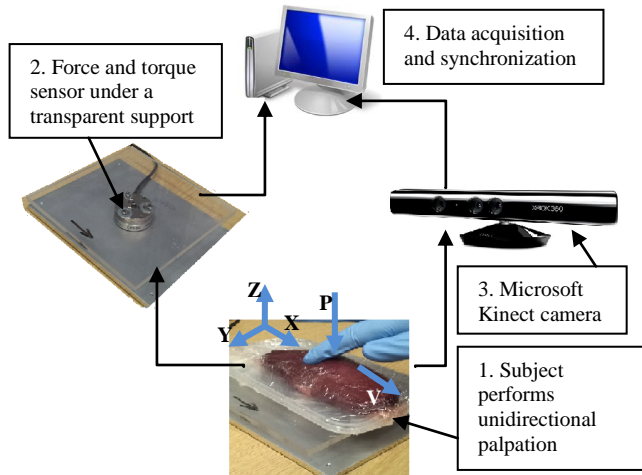 4. Data acquisition
and synchronization
2. Force and torque
sensor under a
transparent support
XBOX360
3. Microsoft
Kinect camera
Z
P
Y
X
V
1. Subject
performs
unidirectional
palpation